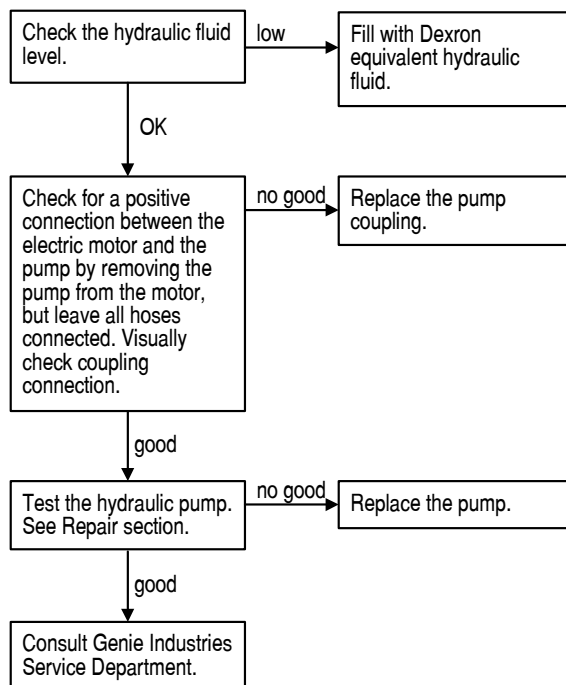 Check the hydraulic fluid
level.
low
Fill with Dexron
equivalent hydraulic
fluid.
OK
Check for a positive
connection between the
electric motor and the
pump by removing the
pump from the motor,
but leave all hoses
connected. Visually
check coupling
connection.
no good
Replace the pump
coupling.
good
Test the hydraulic pump.
See Repair section.
no good
Replace the pump.
good
Consult Genie Industries
Service Department.